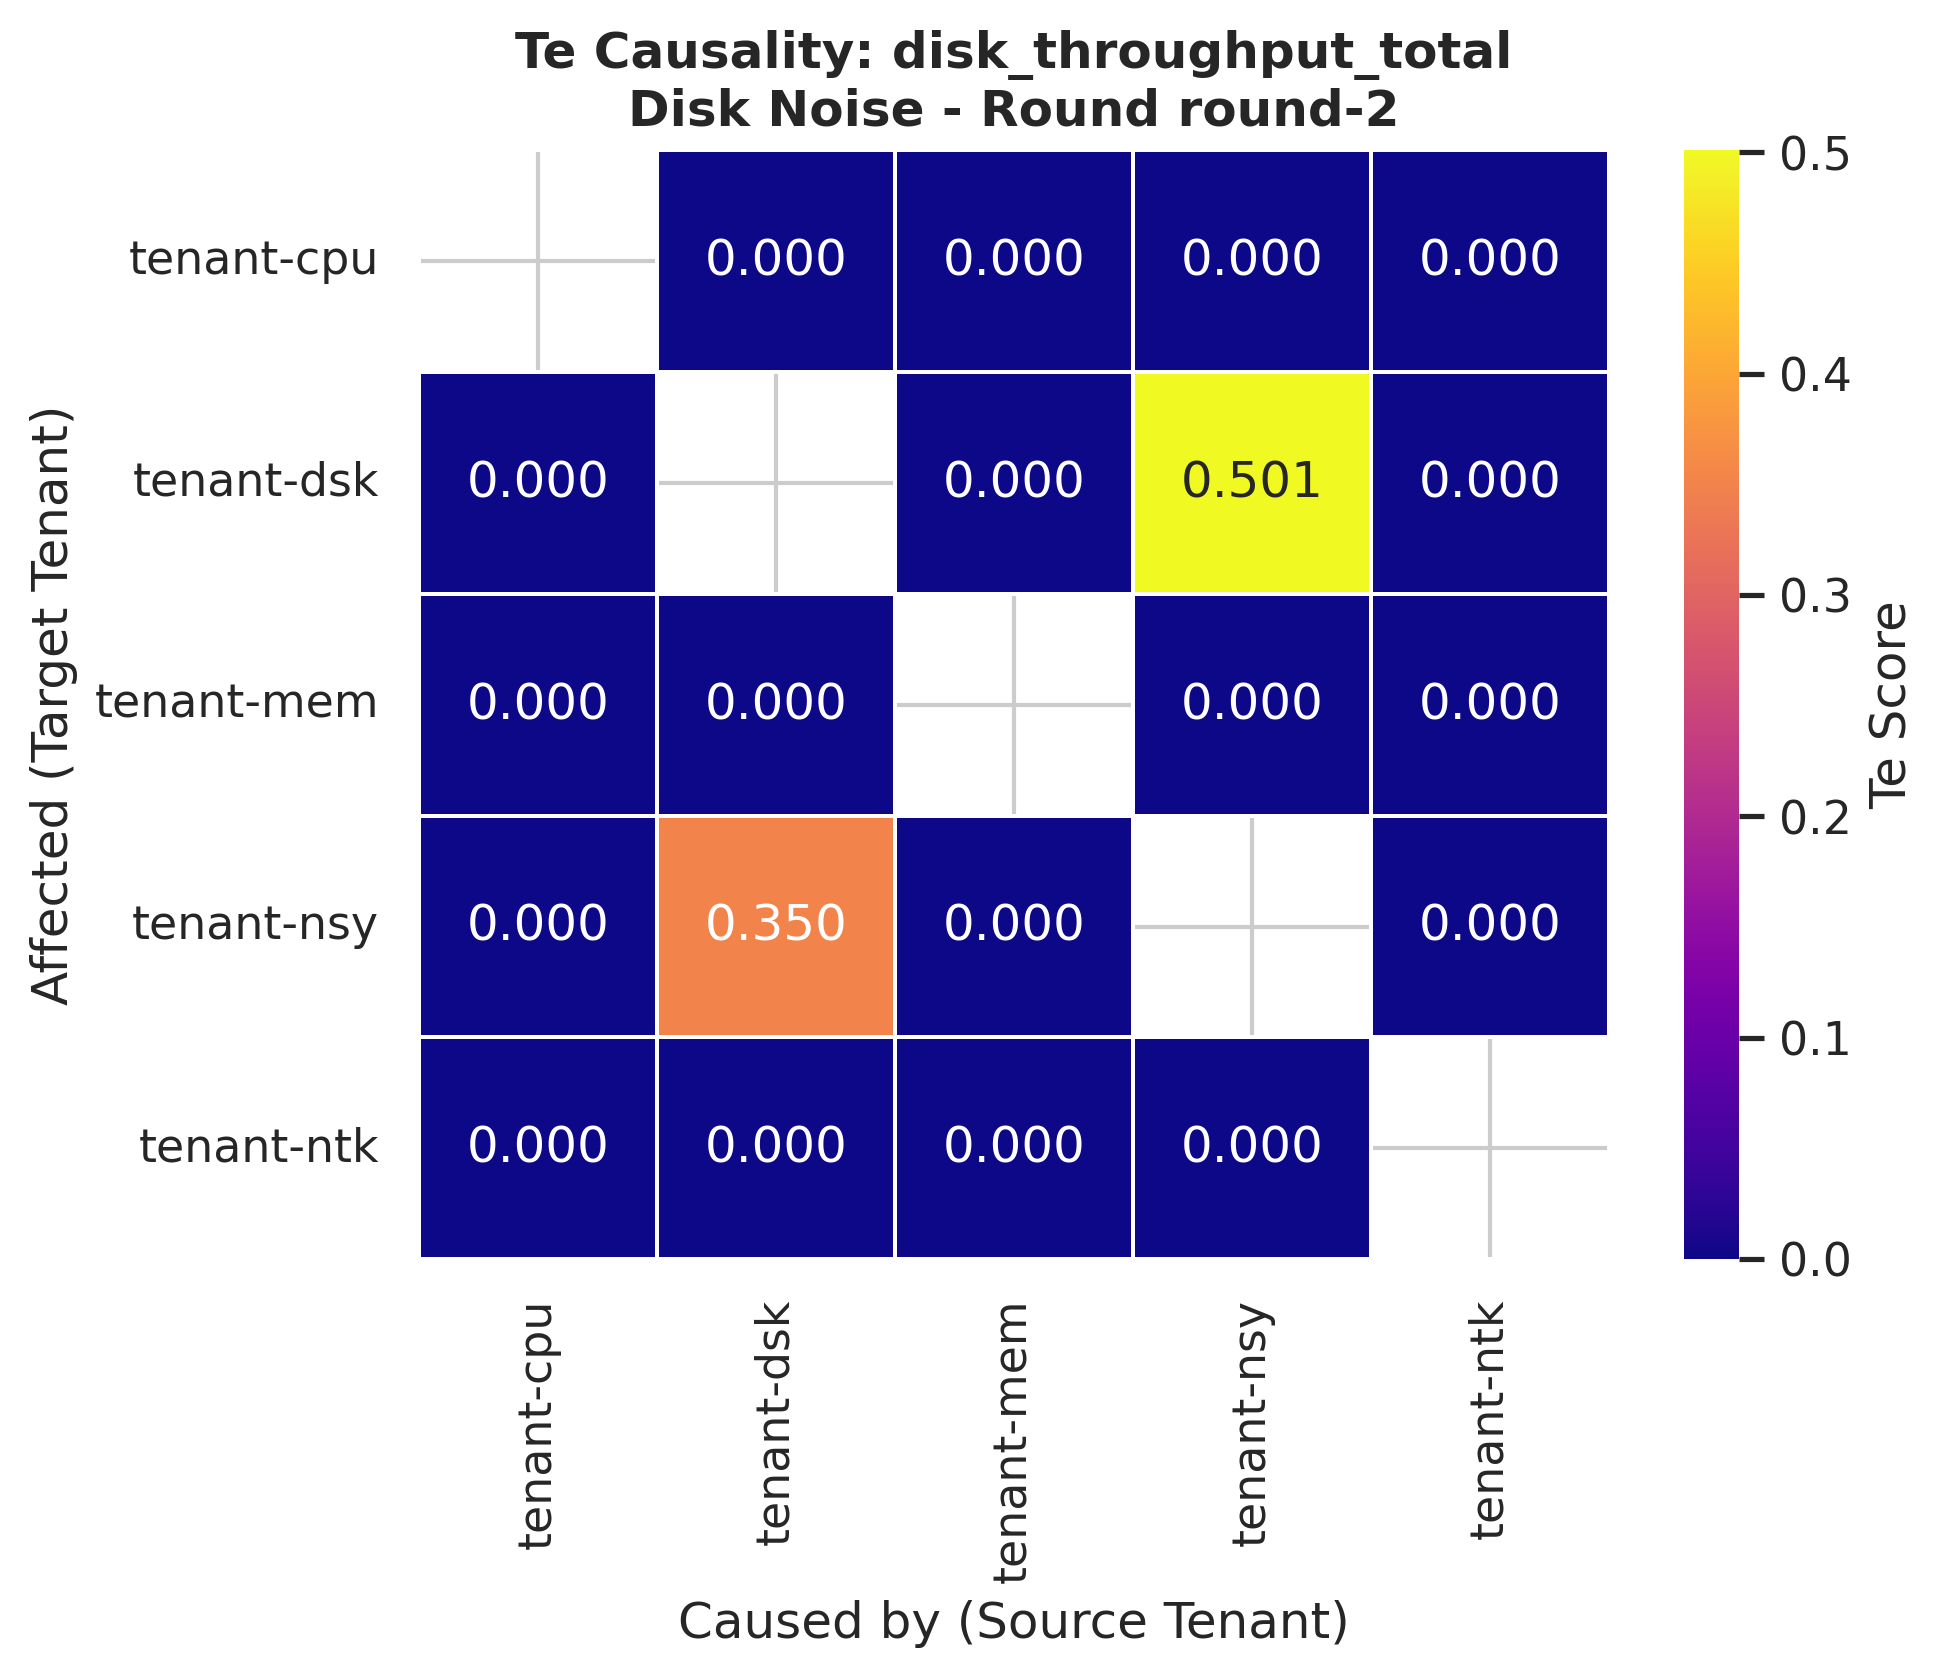 Te Causality: disk_throughput_total
Disk Noise - Round round-2
Affected (Target Tenant)
tenant-cpu 0.000 0.000 0.000 0.000
tenant-dsk 0.000 0.000 0.501 0.000
tenant-mem 0.000 0.000 0.000 0.000
tenant-nsy 0.000 0.350 0.000 0.000
tenant-ntk 0.000 0.000 0.000 0.000
tenant-cpu tenant-dsk tenant-mem tenant-nsy tenant-ntk
Caused by (Source Tenant)
0.5
0.4
0.3
0.2
0.1
0.0
Te Score